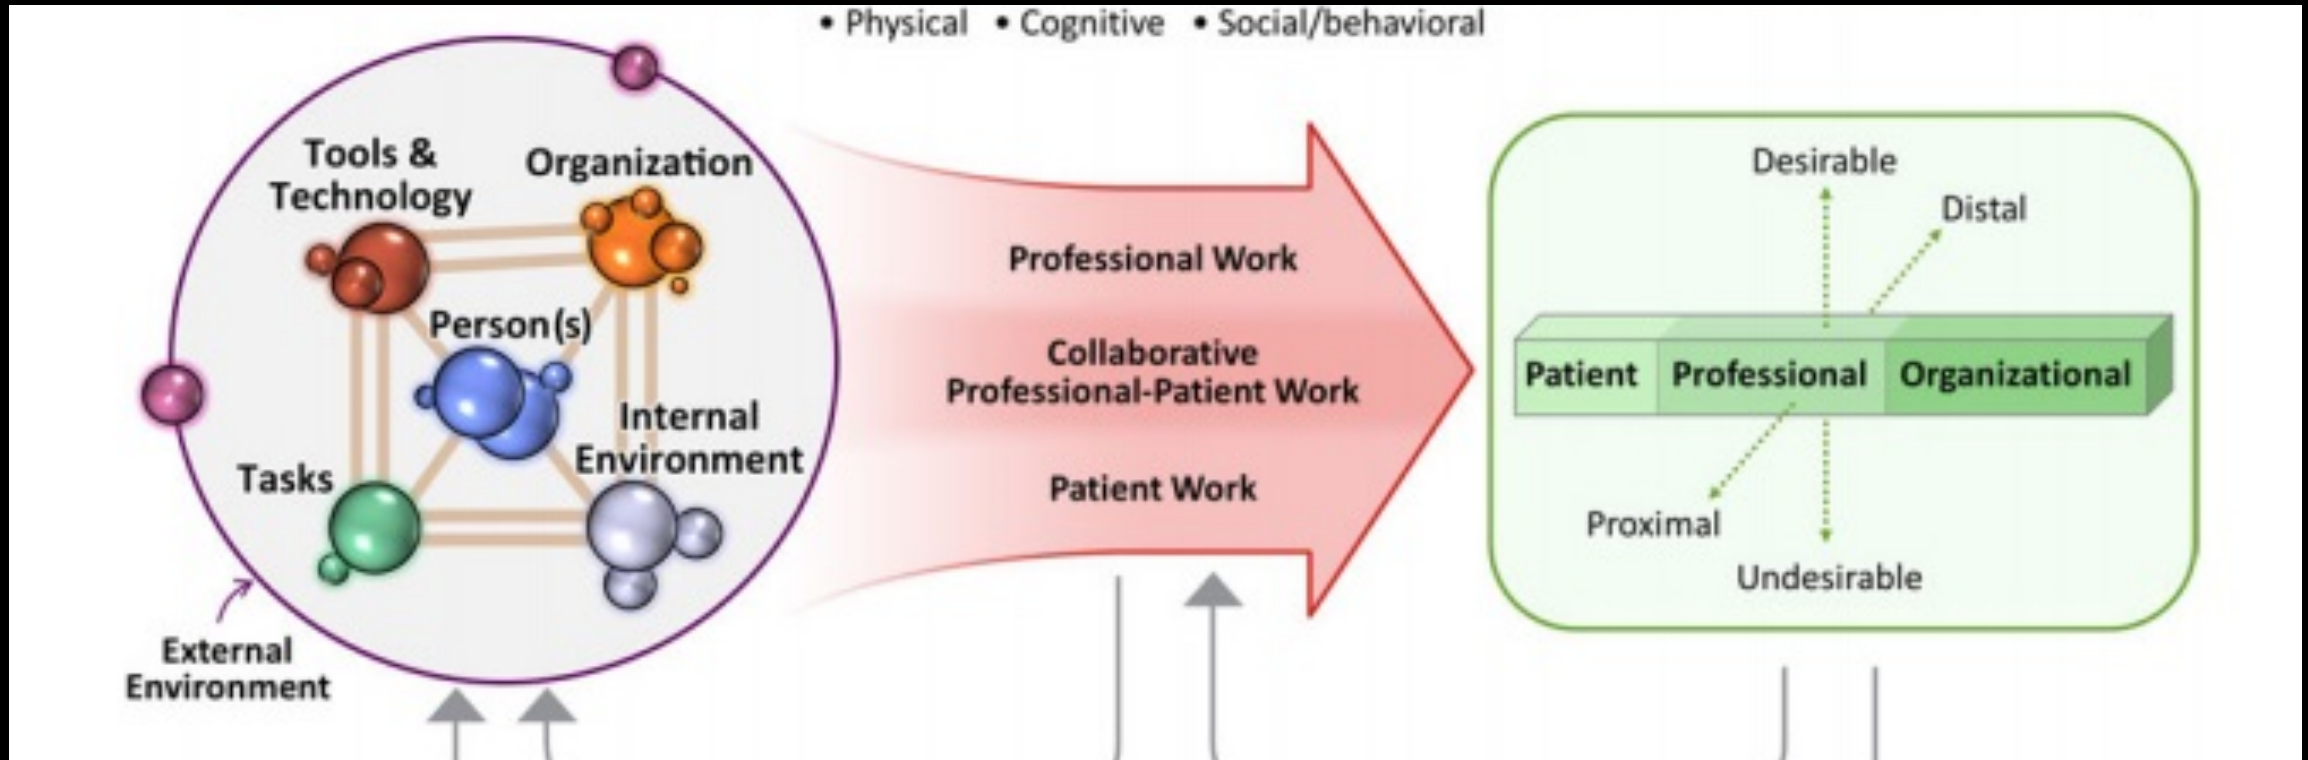 • Physical • Cognitive • Social/behavioral
Tools &
Technology
Organization
Person(s)
Internal
Environment
Tasks
External
Environment
Professional Work
Collaborative
Professional-Patient Work
Patient Work
Desirable
Distal
Patient Professional Organizational
Proximal
Undesirable